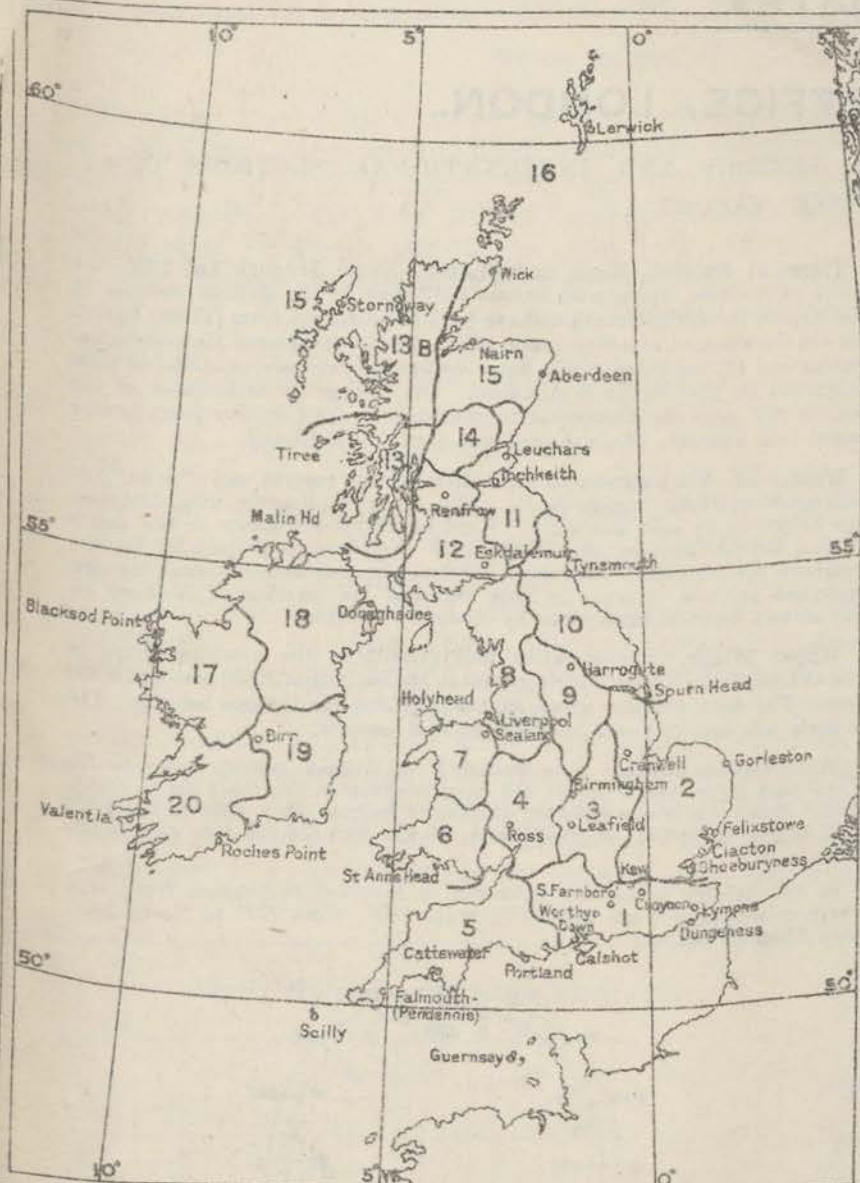 FFICE, LONDON.
10° 5° 0°
60°
Lerwick
16
Wick
15 Stornoway
13 B
Nairn
15
Aberdeen
14
Tiree
13 A
Leuchars
Inchkeith
Renfrew
11
Malin Hd
55° 55°
12
Eskdalemuir
Tynemouth
Blacksod Point
18
Donaghadee
10
17
8
Harrogate
9
Spurn Head
Holyhead
Liverpool
Sealand
Birr
19
7
Cranwell
Gorleston
Birmingham
2
20
4
3
Valentia
6
Ross
Leafield
Felixstowe
Clacton
Roches Point
Shoeburyness
St Anns Head
Kew
S. Farnboro
Croydon
Lympne
Worthy
Down
1
Dungeness
5
Cattewater
Calshot
Portland
50° 50°
Falmouth-
(Pendennis)
Scilly
Guernsey
10° 5° 0°